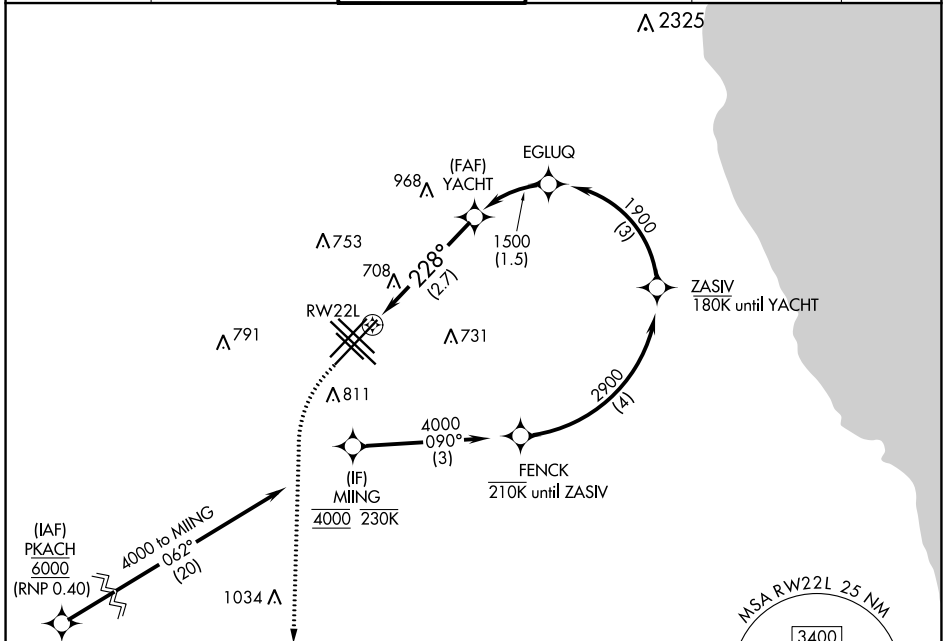 2325
EGLUQ
(FAF)
YACHT
968
1900
(3)
753
1500
(1.5)
708
228°
(2.7)
ZASIV
180K until YACHT
RW22L
791
731
811
2900
(4)
4000
090°
(3)
(IF)
MIING
4000 230K
FENCK
210K until ZASIV
(IAF)
PKACH
6000
(RNP 0.40)
4000 to MIING
062°
(20)
1034
MSA RW22L 25 NM
3400